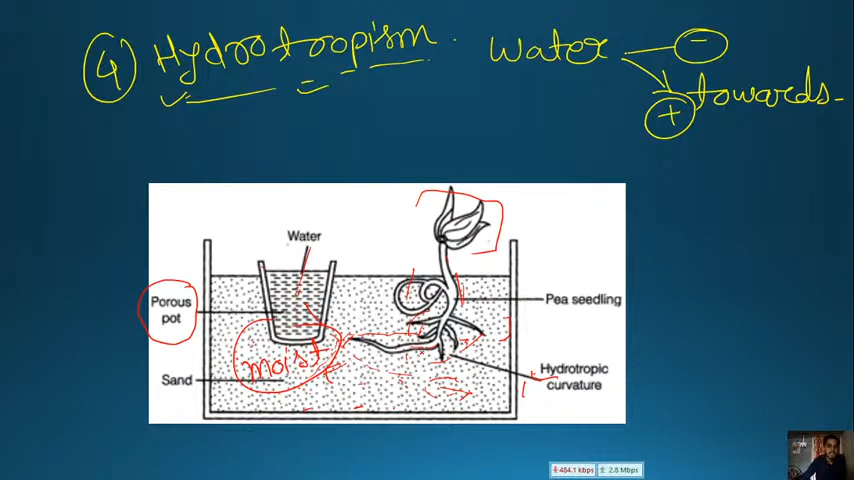 ④ Hydrotropism. Water -
+ towards-
Water
Porous
pot
Pea seedling
moist
Sand
Hydrotropic
curvature
484.1 kbps 2.8 Mbps